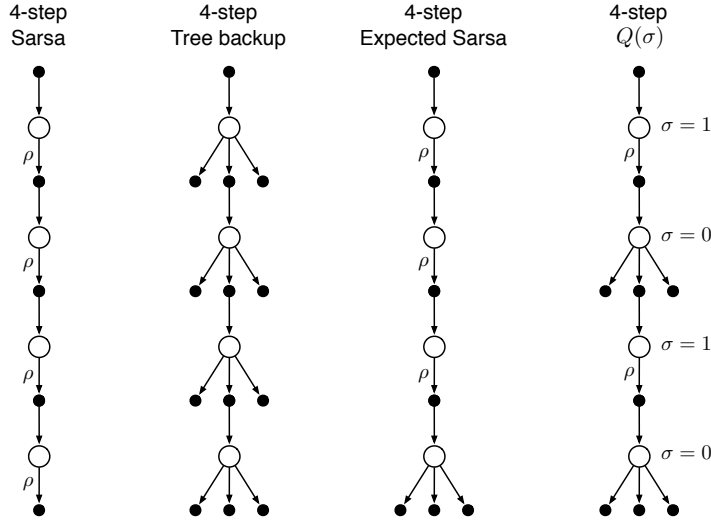 4-step
Sarsa
4-step
Tree backup
4-step
Expected Sarsa
4-step
Q(σ)
σ = 1
ρ
ρ
ρ
σ = 0
ρ
ρ
σ = 1
ρ
ρ
ρ
σ = 0
ρ